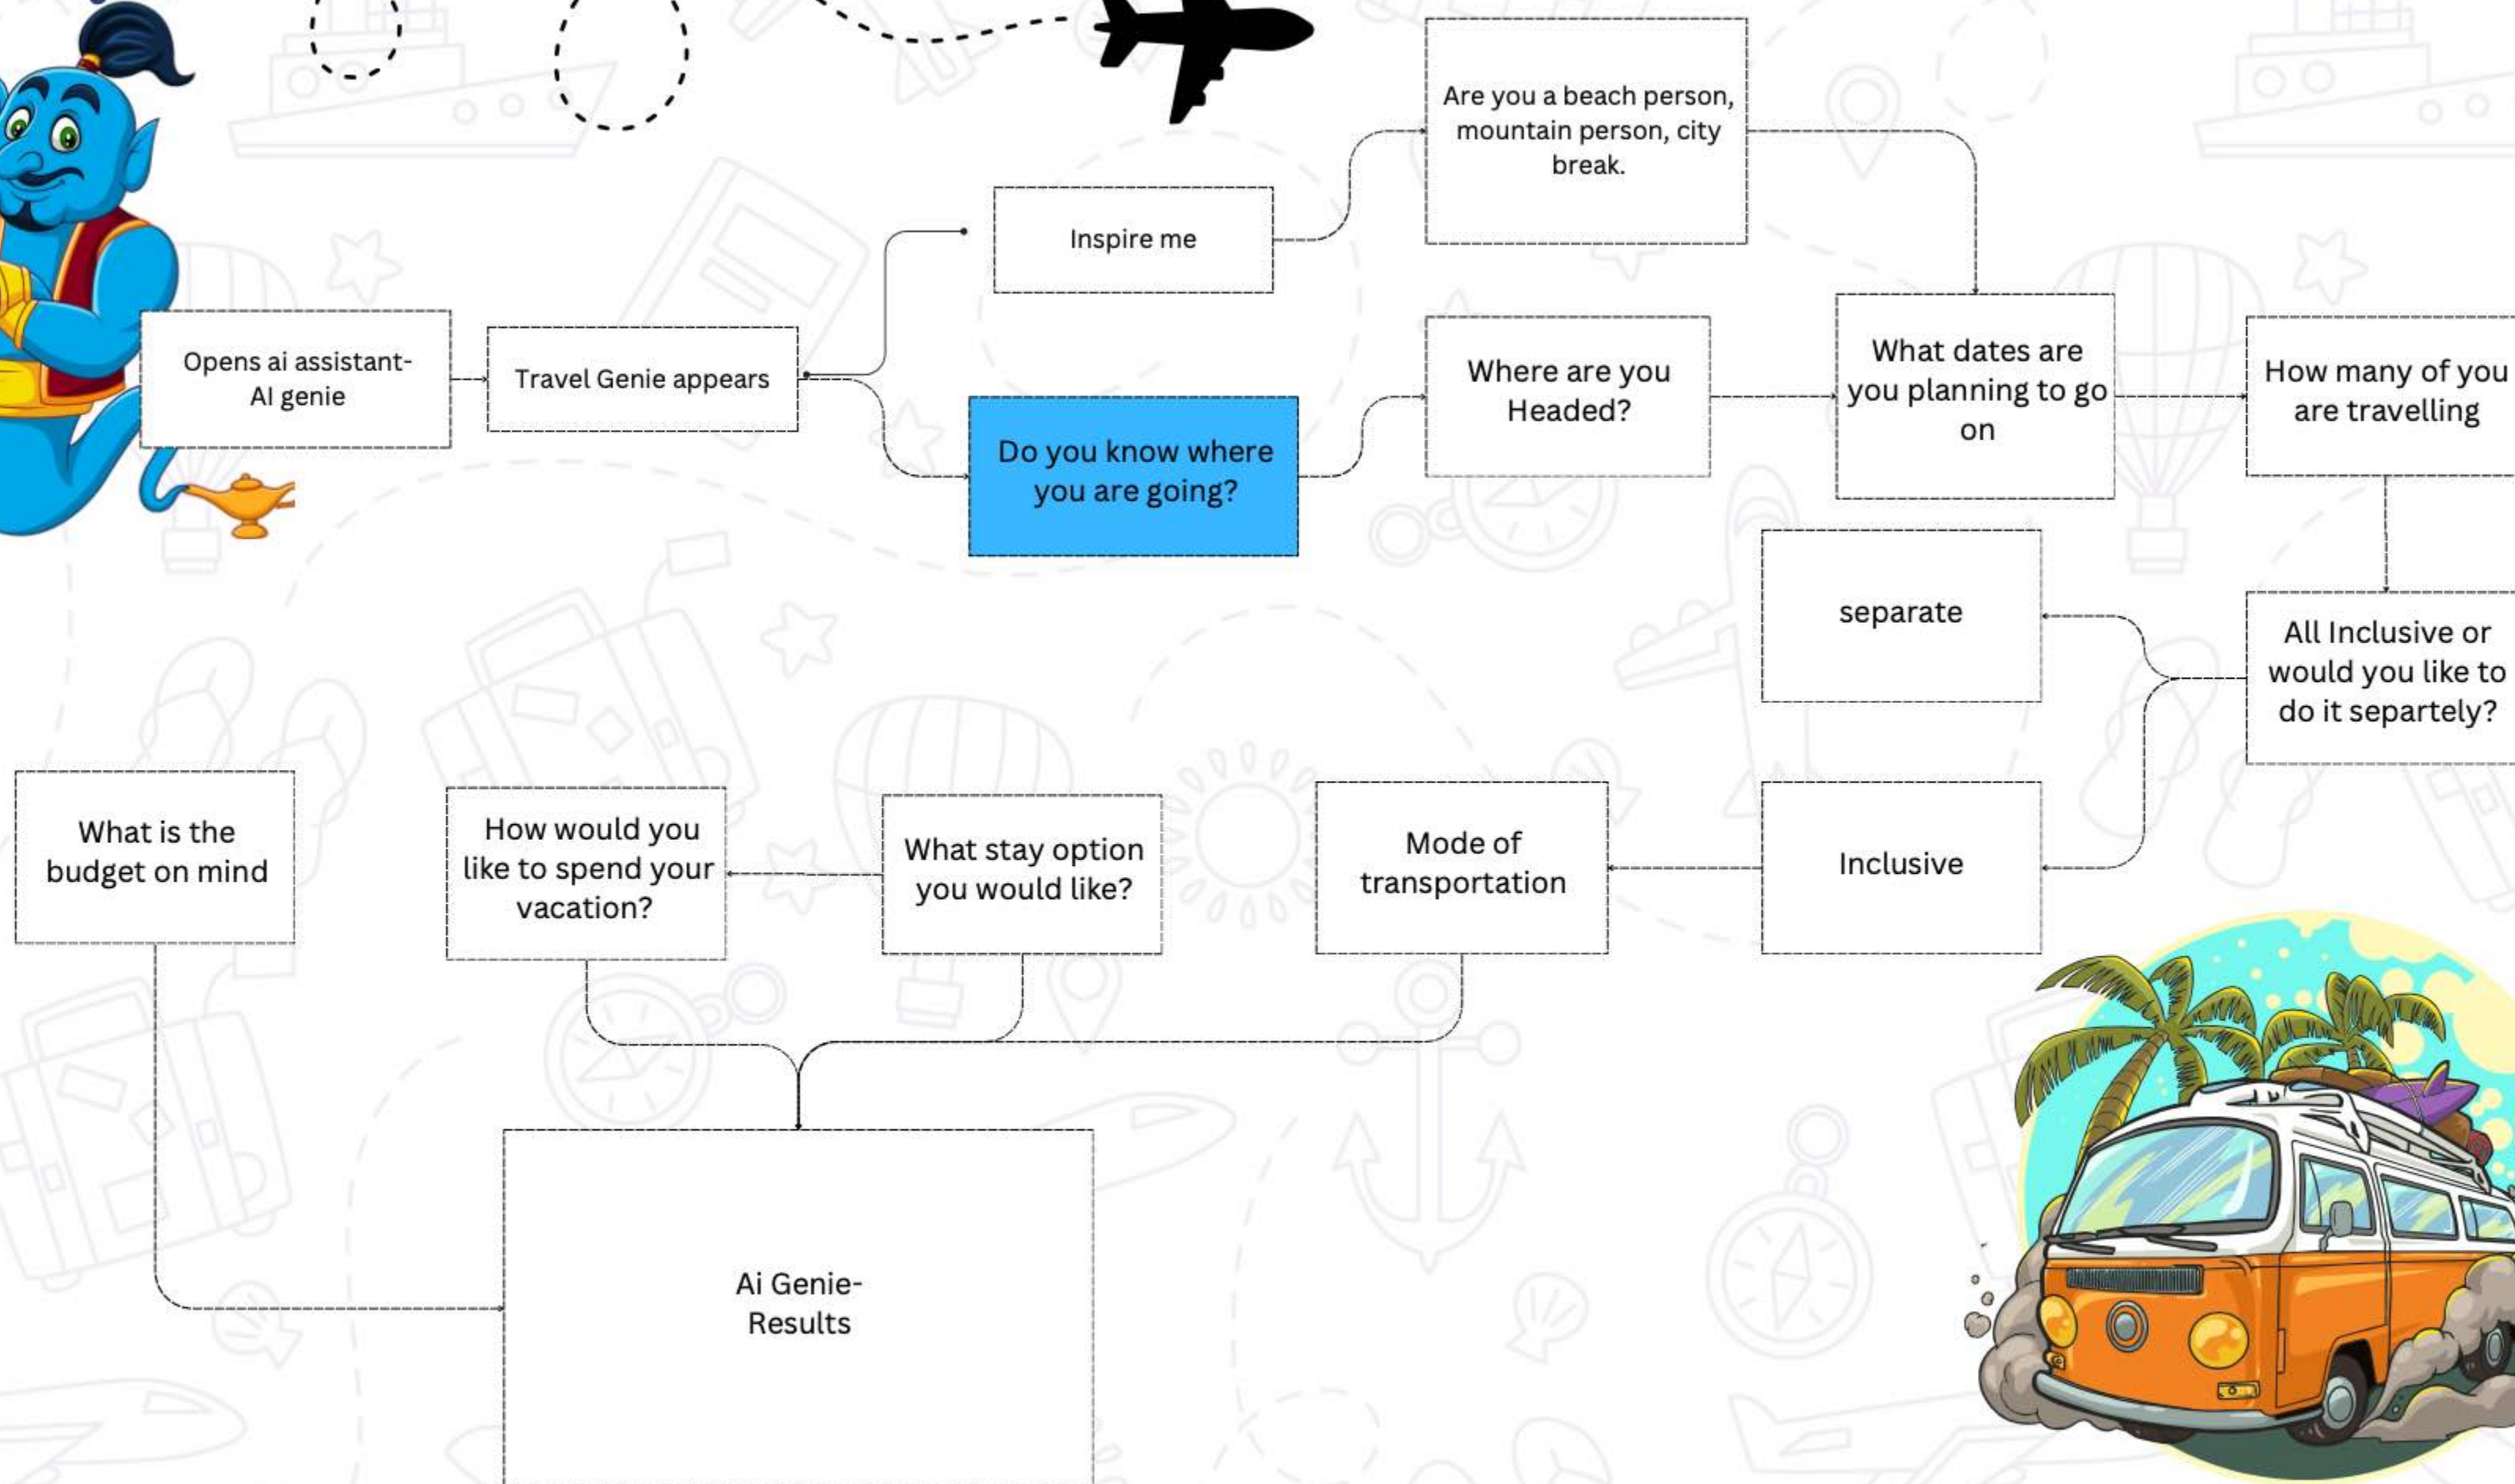 Are you a beach person,
mountain person, city
break.
Inspire me
Opens ai assistant-
AI genie
Travel Genie appears
Do you know where
you are going?
Where are you
Headed?
What dates are
you planning to go
on
How many of you
are travelling
separate
All Inclusive or
would you like to
do it separtely?
What is the
budget on mind
How would you
like to spend your
vacation?
What stay option
you would like?
Mode of
transportation
Inclusive
Ai Genie-
Results